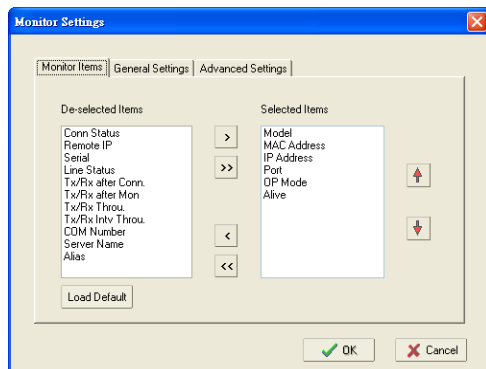 Monitor Settings
Monitor Items General Settings Advanced Settings
De-selected Items
Conn Status
Remote IP
Serial
Line Status
Tx/Rx after Conn.
Tx/Rx after Mon
Tx/Rx Throu.
Tx/Rx Intv Throu.
COM Number
Server Name
Alias
>
>>
<
<<
Selected Items
Model
MAC Address
IP Address
Port
OP Mode
Alive
Load Default
OK Cancel